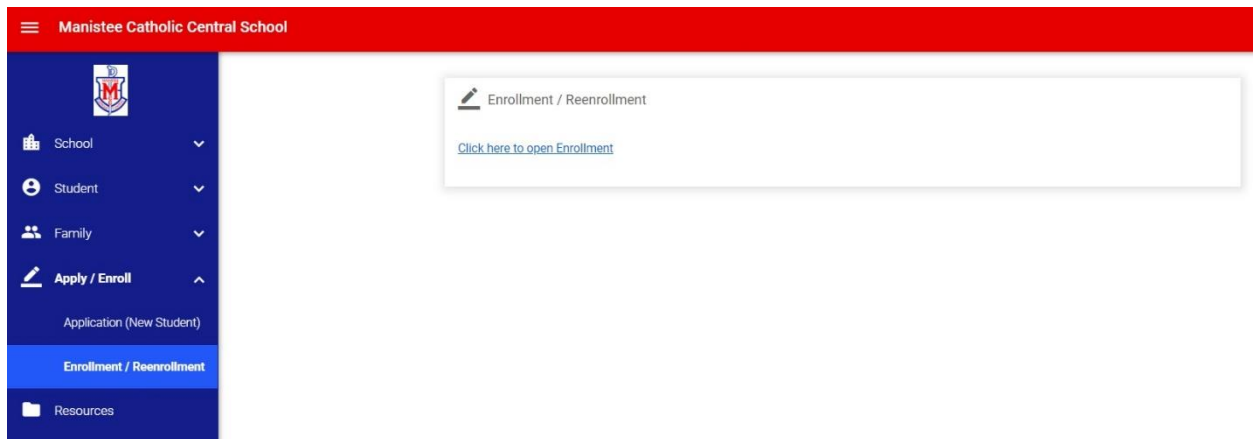 Manistee Catholic Central School
M
School
Student
Family
Apply / Enroll
Application (New Student)
Enrollment / Reenrollment
Resources
Enrollment / Reenrollment
Click here to open Enrollment